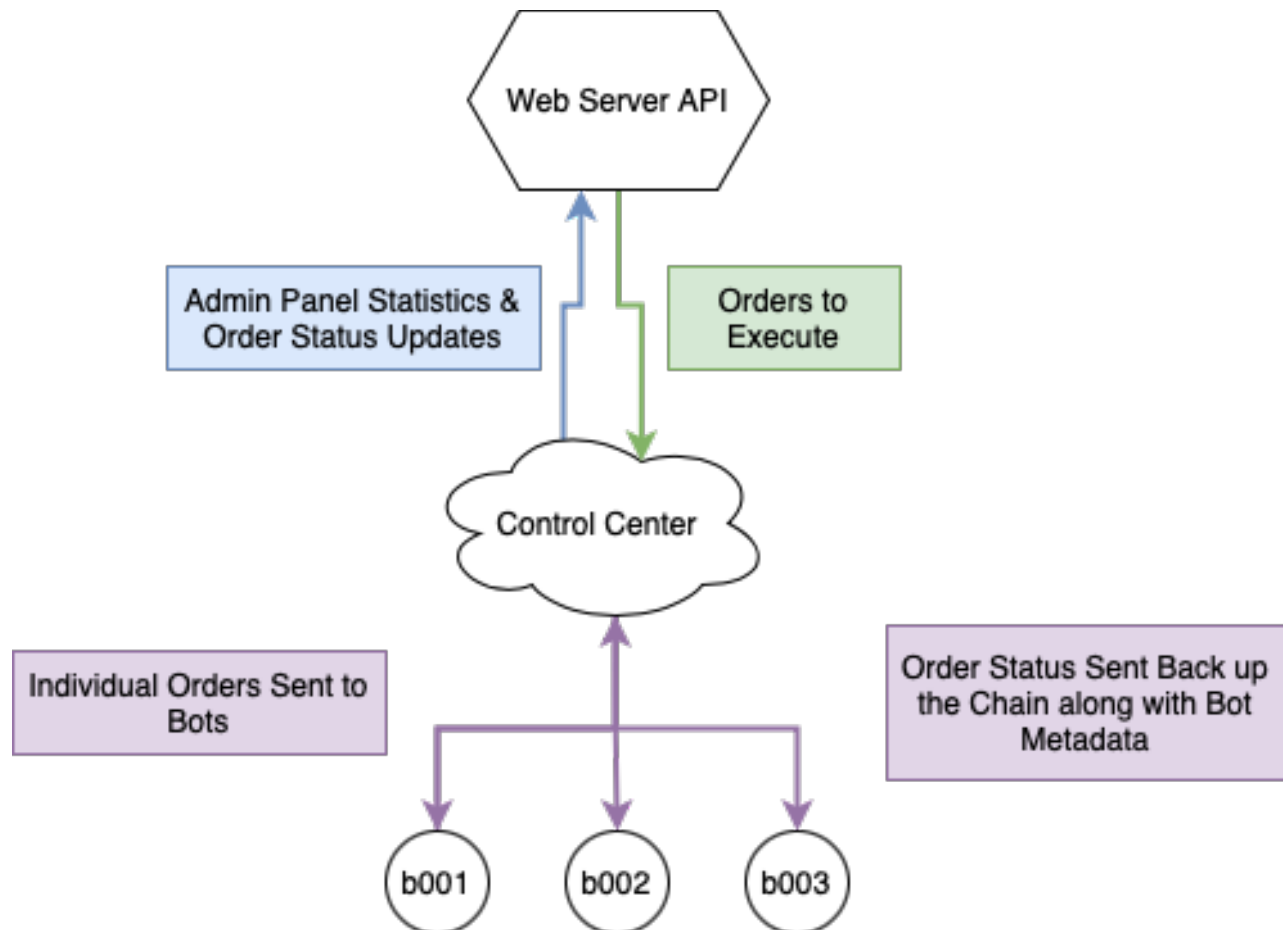 Web Server API
Admin Panel Statistics &
Order Status Updates
Orders to
Execute
Control Center
Individual Orders Sent to
Bots
Order Status Sent Back up
the Chain along with Bot
Metadata
b001
b002
b003